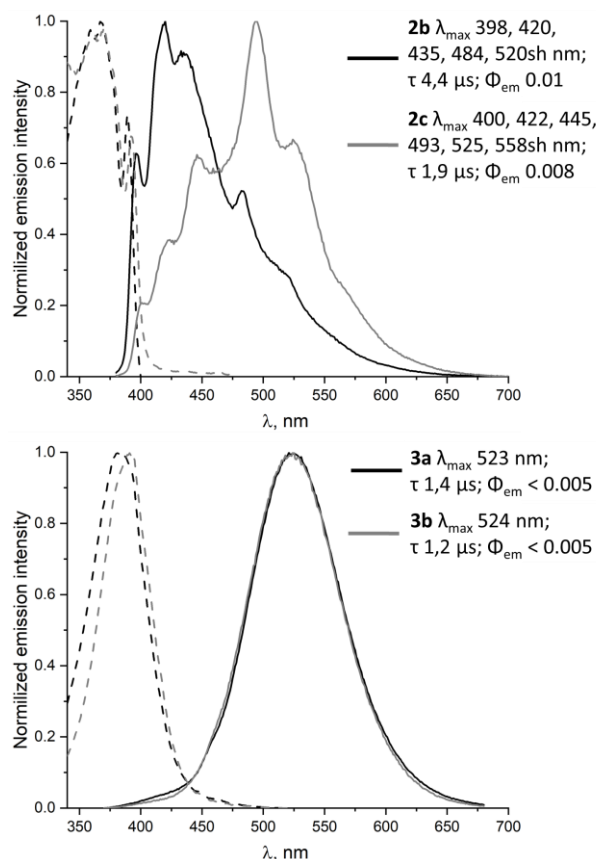 2b λmax 398, 420,
435, 484, 520sh nm;
τ 4,4 μs; Φem 0.01
2c λmax 400, 422, 445,
493, 525, 558sh nm;
τ 1,9 μs; Φem 0.008
Normilized emission intensity
1.0
0.8
0.6
0.4
0.2
0.0
350 400 450 500 550 600 650 700
λ, nm
3a λmax 523 nm;
τ 1,4 μs; Φem < 0.005
3b λmax 524 nm;
τ 1,2 μs; Φem < 0.005
Normilized emission intensity
1.0
0.8
0.6
0.4
0.2
0.0
350 400 450 500 550 600 650 700
λ, nm